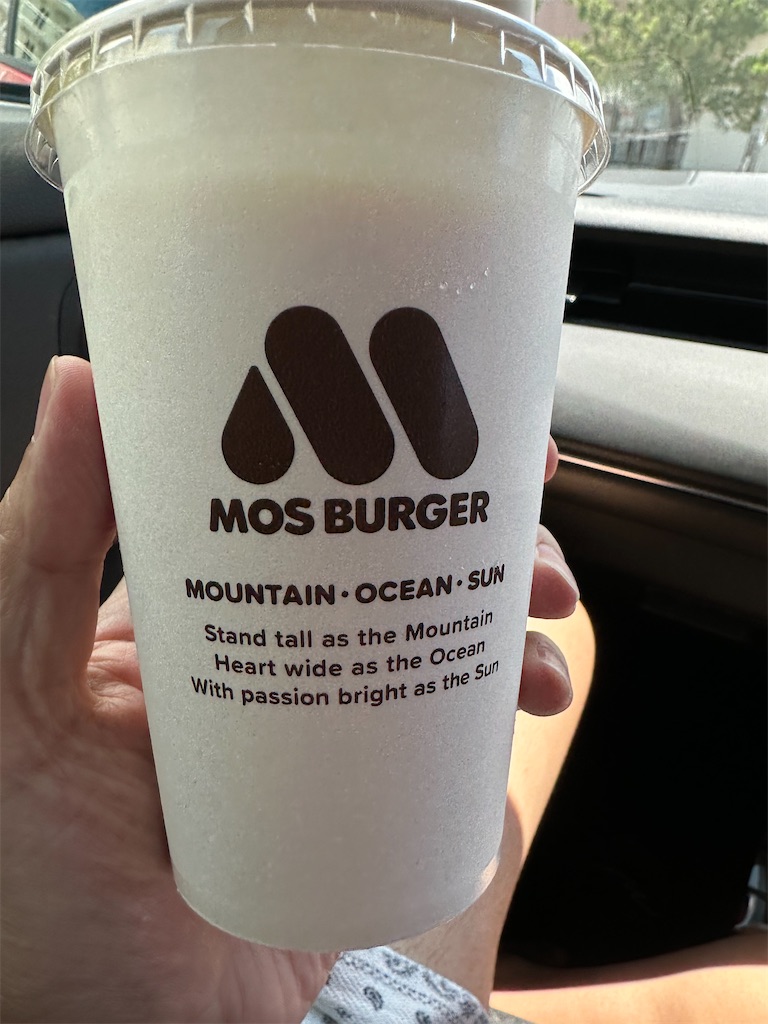 MOS BURGER
MOUNTAIN・OCEAN・SUN
Stand tall as the Mountain
Heart wide as the Ocean
With passion bright as the Sun